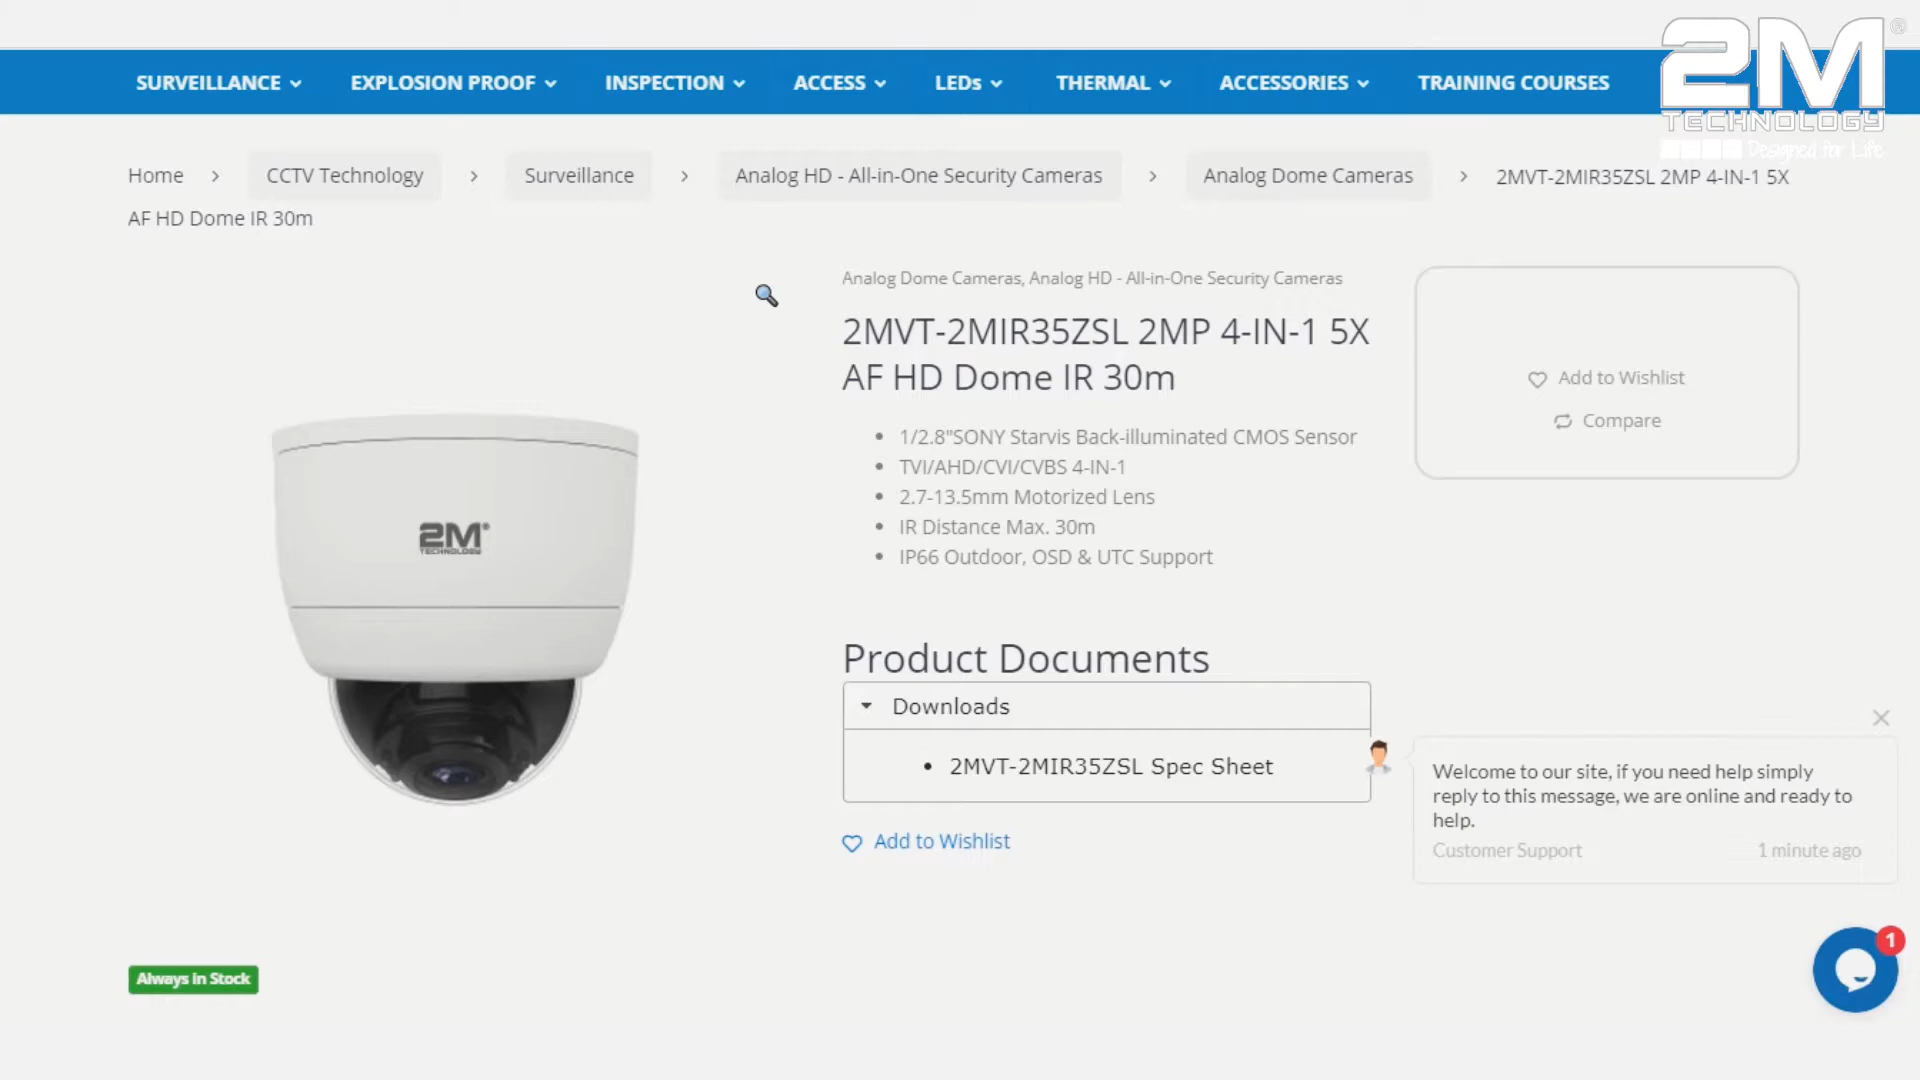 2M®
TECHNOLOGY
Designed for Life
SURVEILLANCE EXPLOSION PROOF INSPECTION ACCESS LEDs THERMAL ACCESSORIES TRAINING COURSES
Home > CCTV Technology > Surveillance > Analog HD - All-in-One Security Cameras > Analog Dome Cameras > 2MVT-2MIR35ZSL 2MP 4-IN-1 5X
AF HD Dome IR 30m
Analog Dome Cameras, Analog HD - All-in-One Security Cameras
2MVT-2MIR35ZSL 2MP 4-IN-1 5X
AF HD Dome IR 30m
• 1/2.8"SONY Starvis Back-illuminated CMOS Sensor
• TVI/AHD/CVI/CVBS 4-IN-1
• 2.7-13.5mm Motorized Lens
• IR Distance Max. 30m
• IP66 Outdoor, OSD & UTC Support
Add to Wishlist
Compare
2M®
TECHNOLOGY
Product Documents
Downloads
• 2MVT-2MIR35ZSL Spec Sheet
Add to Wishlist
Welcome to our site, if you need help simply
reply to this message, we are online and ready to
help.
Customer Support 1 minute ago
1
Always in Stock